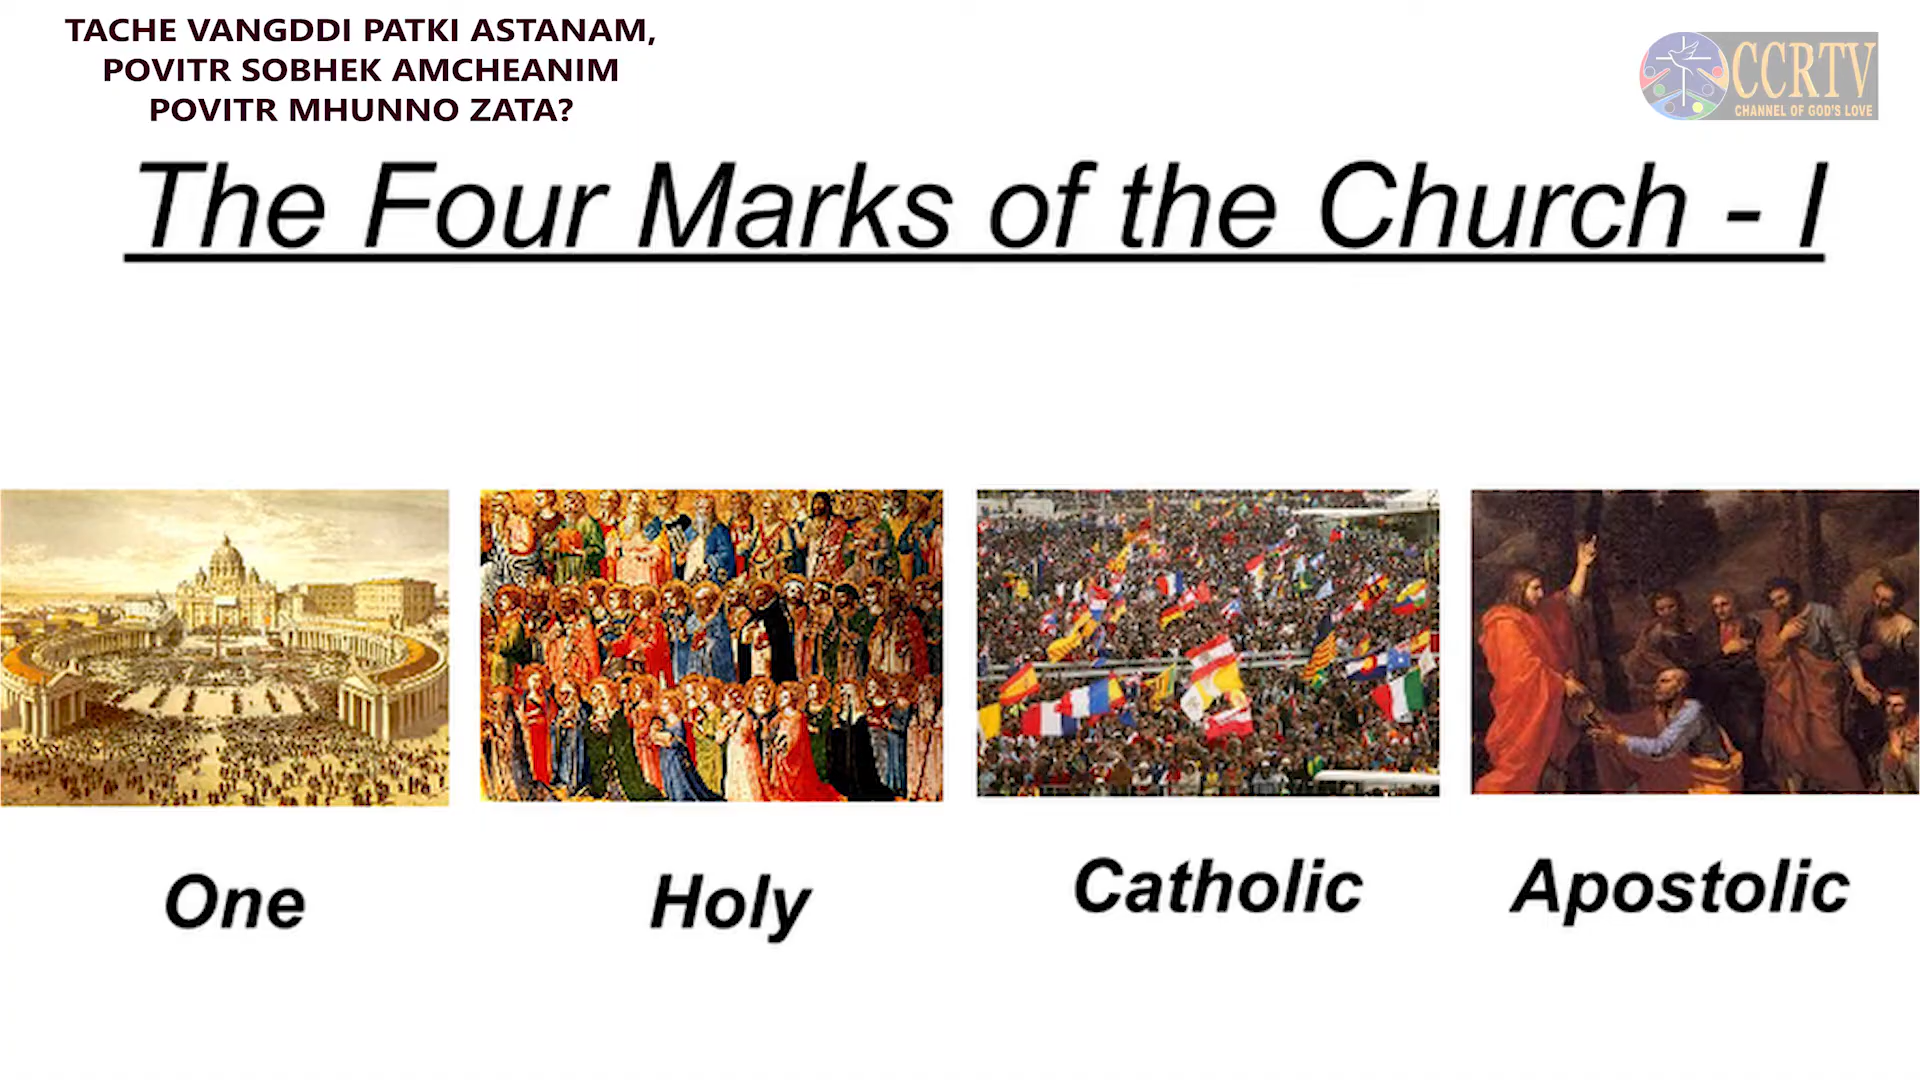 TACHE VANGDDI PATKI ASTANAM,
POVITR SOBHEK AMCHEANIM
POVITR MHUNNO ZATA?
CCRTV
CHANNEL OF GOD'S LOVE
The Four Marks of the Church - I
One
Holy
Catholic
Apostolic